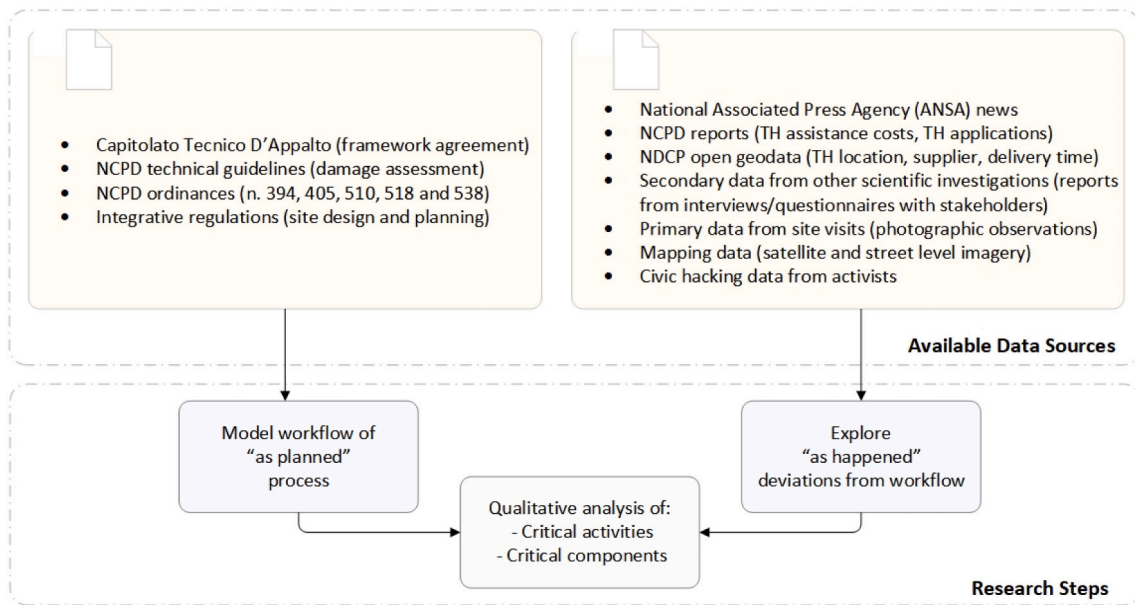 • Capitolato Tecnico D'Appalto (framework agreement)
• NCPD technical guidelines (damage assessment)
• NCPD ordinances (n. 394, 405, 510, 518 and 538)
• Integrative regulations (site design and planning)
• National Associated Press Agency (ANSA) news
• NCPD reports (TH assistance costs, TH applications)
• NDCP open geodata (TH location, supplier, delivery time)
• Secondary data from other scientific investigations (reports
from interviews/questionnaires with stakeholders)
• Primary data from site visits (photographic observations)
• Mapping data (satellite and street level imagery)
• Civic hacking data from activists
Available Data Sources
Model workflow of
"as planned"
process
Explore
"as happened"
deviations from workflow
Qualitative analysis of:
- Critical activities
- Critical components
Research Steps